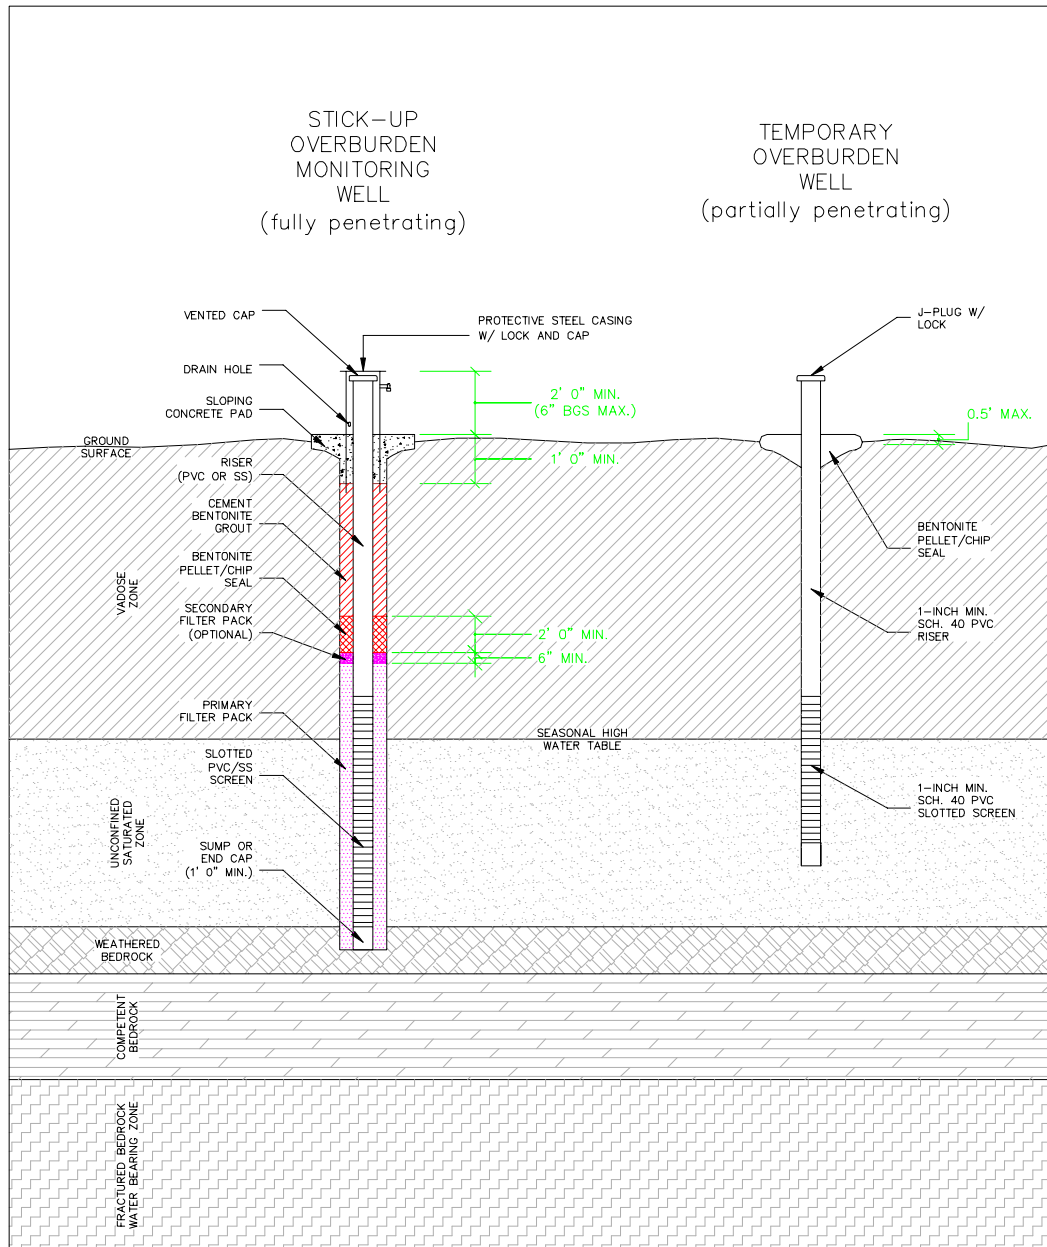 STICK-UP
OVERBURDEN
MONITORING
WELL
(fully penetrating)
TEMPORARY
OVERBURDEN
WELL
(partially penetrating)
VENTED CAP
PROTECTIVE STEEL CASING
W/ LOCK AND CAP
DRAIN HOLE
SLOPING
CONCRETE PAD
2' 0" MIN.
(6" BGS MAX.)
GROUND
SURFACE
1' 0" MIN.
RISER
(PVC OR SS)
CEMENT
BENTONITE
GROUT
BENTONITE
PELLET/CHIP
SEAL
SECONDARY
FILTER PACK
(OPTIONAL)
2' 0" MIN.
6" MIN.
PRIMARY
FILTER PACK
SLOTTED
PVC/SS
SCREEN
SUMP OR
END CAP
(1' 0" MIN.)
J-PLUG W/
LOCK
0.5' MAX.
BENTONITE
PELLET/CHIP
SEAL
1-INCH MIN.
SCH. 40 PVC
RISER
SEASONAL HIGH
WATER TABLE
1-INCH MIN.
SCH. 40 PVC
SLOTTED SCREEN
VADOSE
ZONE
UNCONFINED
SATURATED
ZONE
WEATHERED
BEDROCK
COMPETENT
BEDROCK
FRACTURED BEDROCK
WATER BEARING ZONE